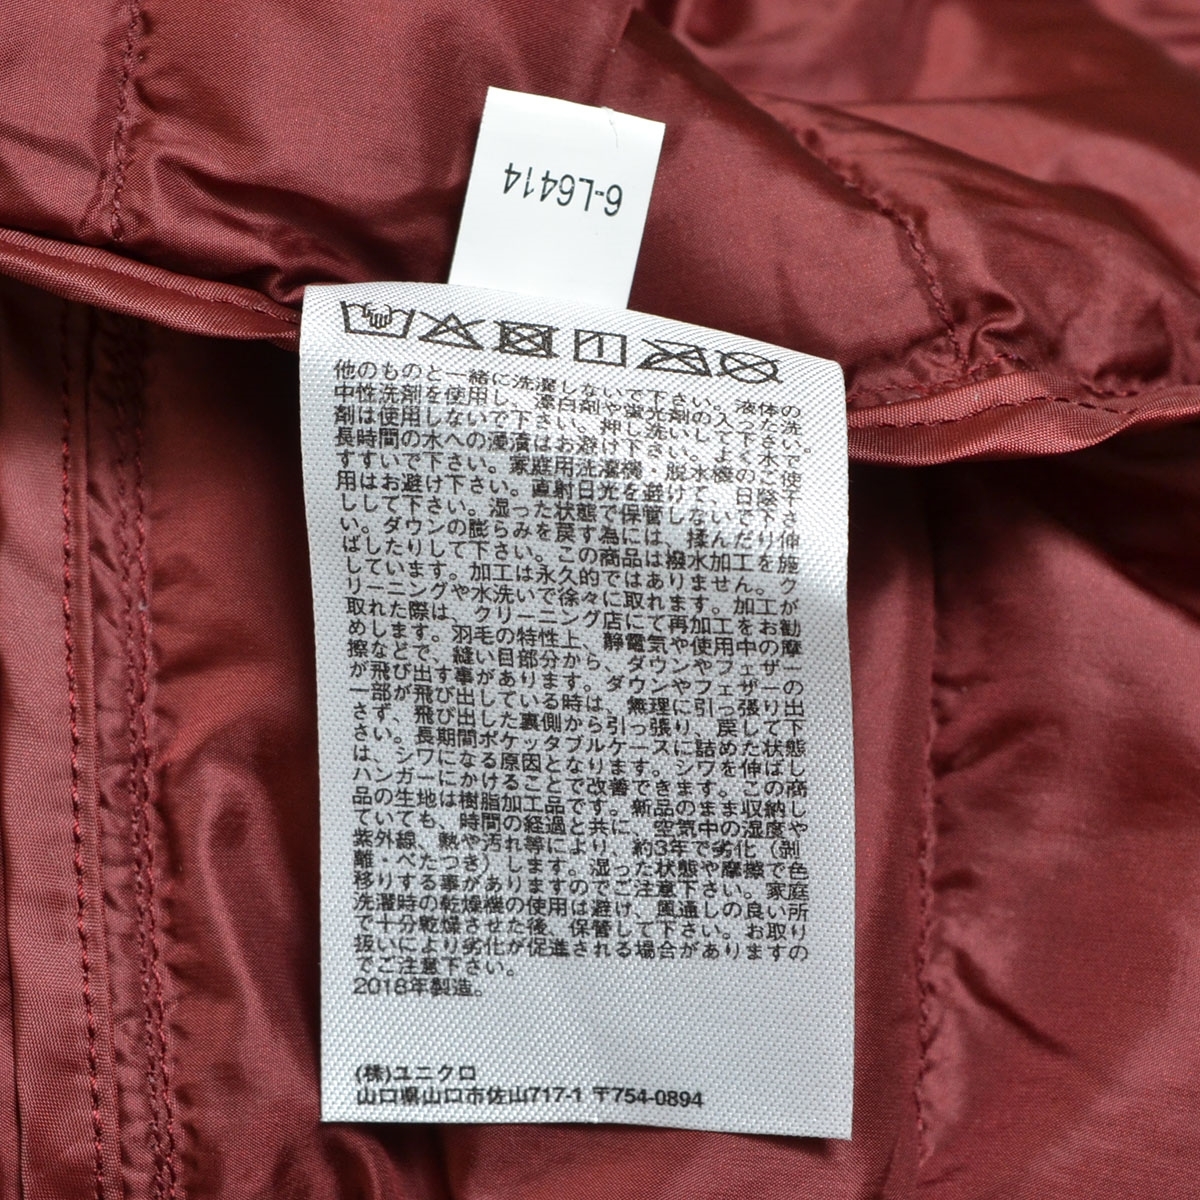 6-L6414
他のものと一緒に洗濯しないで下さい。液体の
中性洗剤を使用し、漂白剤や蛍光剤の入った洗
剤は使用しないで下さい。押し洗いして下さい。
長時間の水への浸漬はお避け下さい。よく水で
すすいで下さい。家庭用洗濯機・脱水機のご使
用はお避け下さい。直射日光を避けて、日陰干
しして下さい。湿った状態で保管しないで下さ
い。ダウンの膨らみを戻す為には、揉んだり伸
ばしたりして下さい。この商品は撥水加工を施
しています。加工は永久的ではありません。ク
リーニングや水洗いで徐々に取れます。加工が
取れた際は、クリーニング店にて再加工をお勧
めします。羽毛の特性上、静電気や使用中の摩
擦などで、縫い目部分から、ダウンやフェザー
が飛び出す事があります。ダウンやフェザーの
一部が飛び出している時は、無理に引っ張り出
さず、飛び出した裏側から引っ張り、戻して下
さい。長期間ポケッタブルケースに詰めた状態
は、シワになる原因となります。シワを伸ばし
ハンガーにかけることで改善できます。この商
品の生地は樹脂加工品です。新品のまま収納し
ていても、時間の経過と共に、空気中の湿度や
紫外線、熱や汚れ等により、約3年で劣化（剥
離・べたつき）します。湿った状態や摩擦で色
移りする事がありますのでご注意下さい。家庭
洗濯時の乾燥機の使用は避け、風通しの良い所
で十分乾燥させた後、保管して下さい。お取り
扱いにより劣化が促進される場合がありますの
でご注意下さい。
2018年製造。
(株)ユニクロ
山口県山口市佐山717-1 〒754-0894